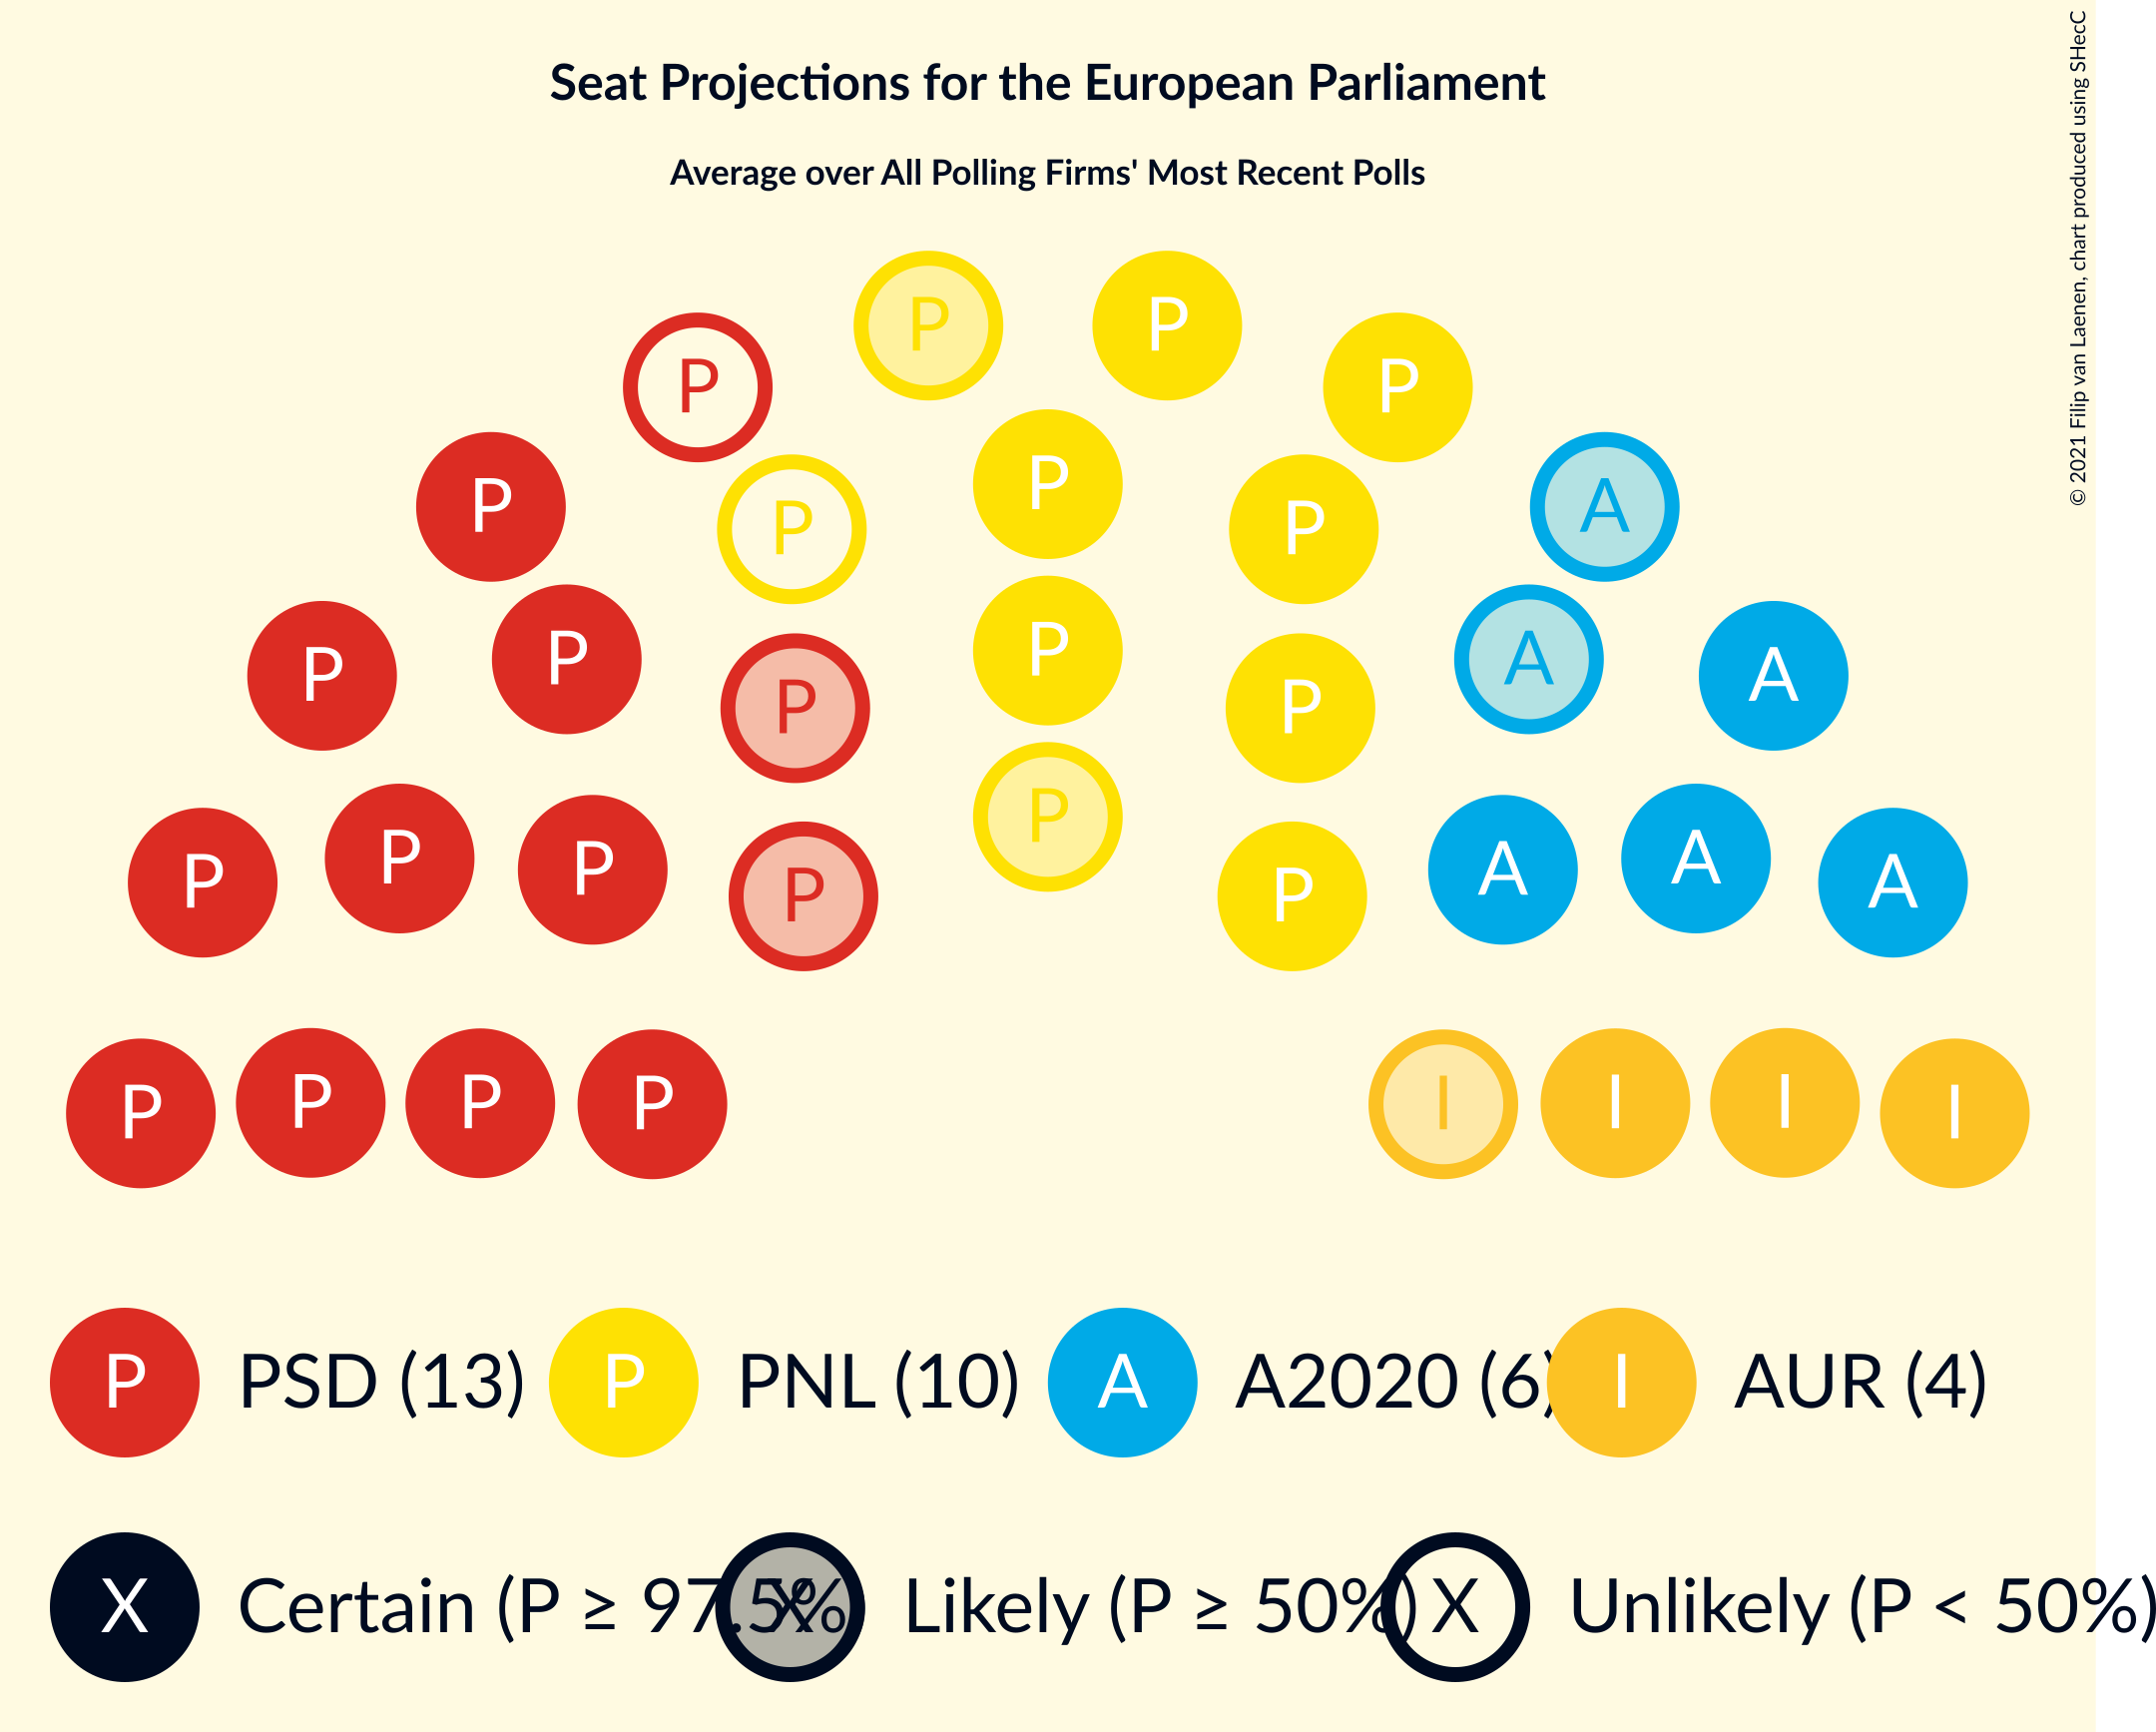 Seat Projections for the European Parliament
Average over All Polling Firms' Most Recent Polls
© 2021 Filip van Laenen, chart produced using SHecC
P P
P P
P A
P P
P P
P A
P A
P P
P P
P
P A
P A
P A
P P
P P P P I I I I
P PSD (13) P PNL (10) A A2020 (6) I AUR (4)
X Certain (P ≥ 97.5% X Likely (P ≥ 50%) X Unlikely (P < 50%)